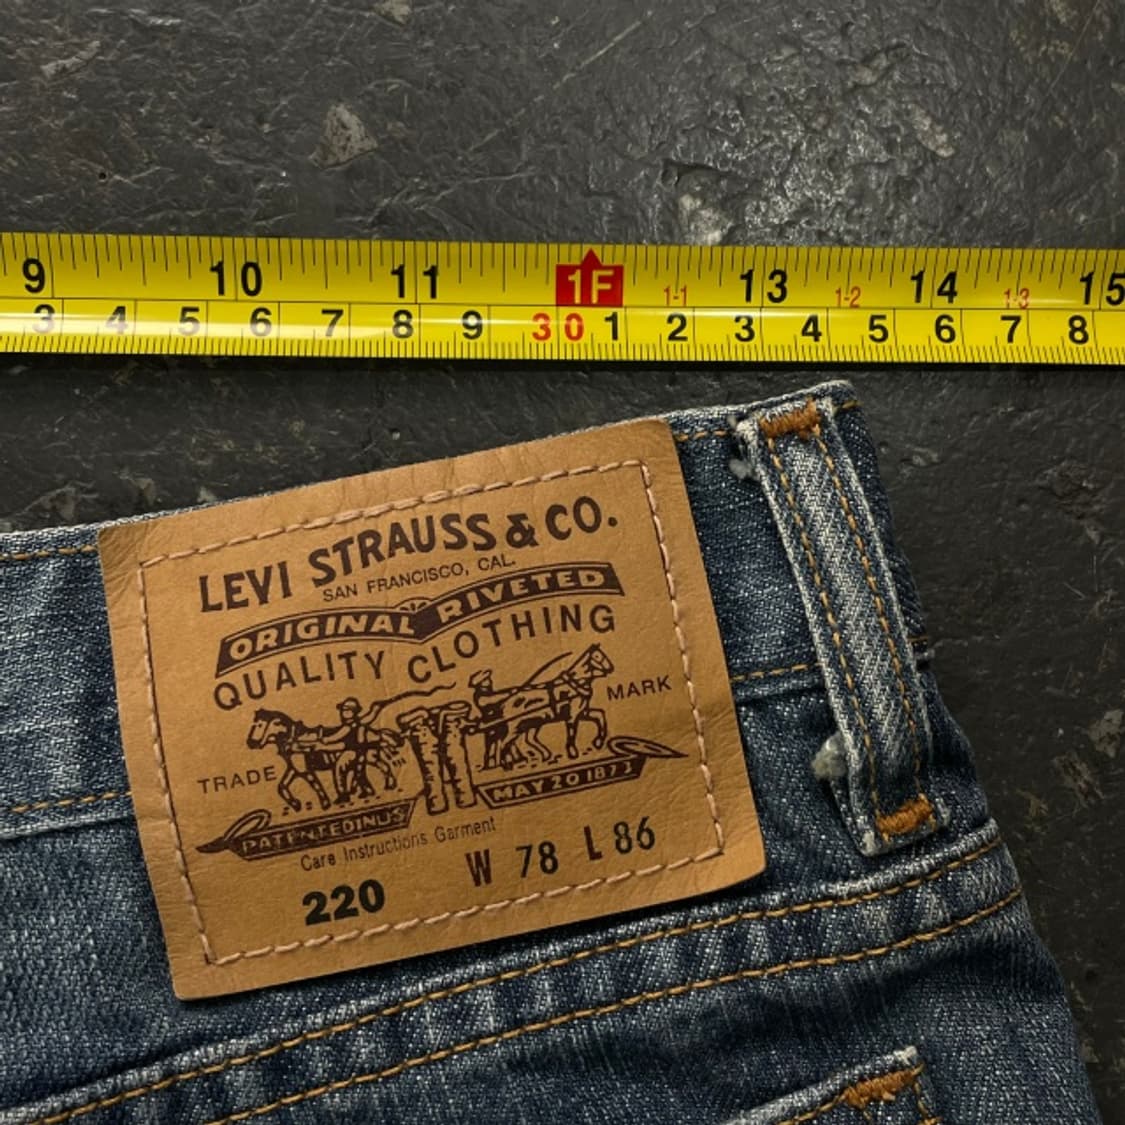 9 10 11 1F 1-1 13 1-2 14 1-3 15
3 4 5 6 7 8 9 30 1 2 3 4 5 6 7 8
LEVI STRAUSS & CO.
SAN FRANCISCO, CAL.
ORIGINAL RIVETED
QUALITY CLOTHING
TRADE MARK
PATENTED IN U.S. MAY 20 1873
Care Instructions Garment
220 W 78 L 86